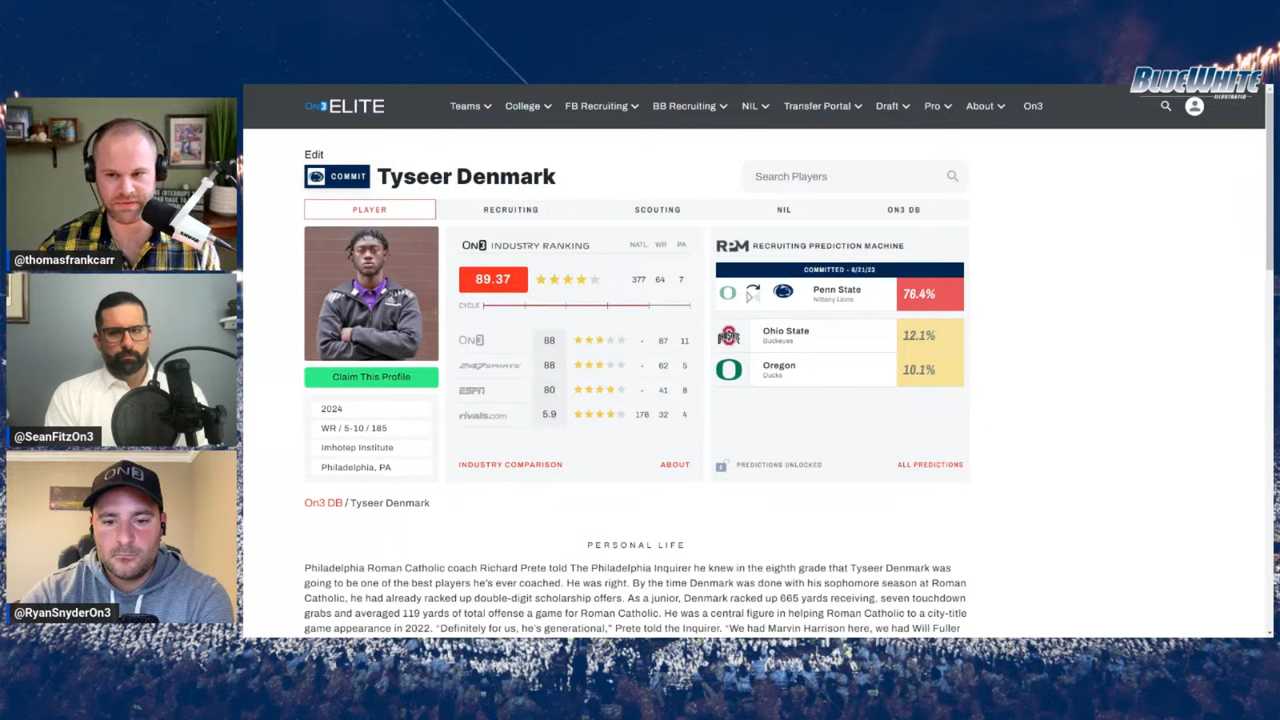 BLUEWHITE
ILLUSTRATED
On3 ELITE
Teams College FB Recruiting BB Recruiting NIL Transfer Portal Draft Pro About On3
Edit
COMMIT Tyseer Denmark
Search Players
PLAYER RECRUITING SCOUTING NIL ON3 DB
On3 INDUSTRY RANKING NATL WR PA
89.37 377 64 7
CYCLE
On3 88 - 87 11
247SPORTS 88 - 62 5
ESPN 80 - 41 8
rivals.com 5.9 178 32 4
INDUSTRY COMPARISON ABOUT
RPM RECRUITING PREDICTION MACHINE
COMMITTED - 6/21/23
Penn State 76.4%
Nittany Lions
Ohio State 12.1%
Buckeyes
Oregon 10.1%
Ducks
PREDICTIONS UNLOCKED ALL PREDICTIONS
Claim This Profile
2024
WR / 5-10 / 185
Imhotep Institute
Philadelphia, PA
On3 DB / Tyseer Denmark
PERSONAL LIFE
Philadelphia Roman Catholic coach Richard Prete told The Philadelphia Inquirer he knew in the eighth grade that Tyseer Denmark was
going to be one of the best players he's ever coached. He was right. By the time Denmark was done with his sophomore season at Roman
Catholic, he had already racked up double-digit scholarship offers. As a junior, Denmark racked up 665 yards receiving, seven touchdown
grabs and averaged 119 yards of total offense a game for Roman Catholic. He was a central figure in helping Roman Catholic to a city-title
game appearance in 2022. "Definitely for us, he's generational," Prete told the Inquirer. "We had Marvin Harrison here, we had Will Fuller
@thomasfrankcarr
@SeanFitzOn3
ON3
@RyanSnyderOn3